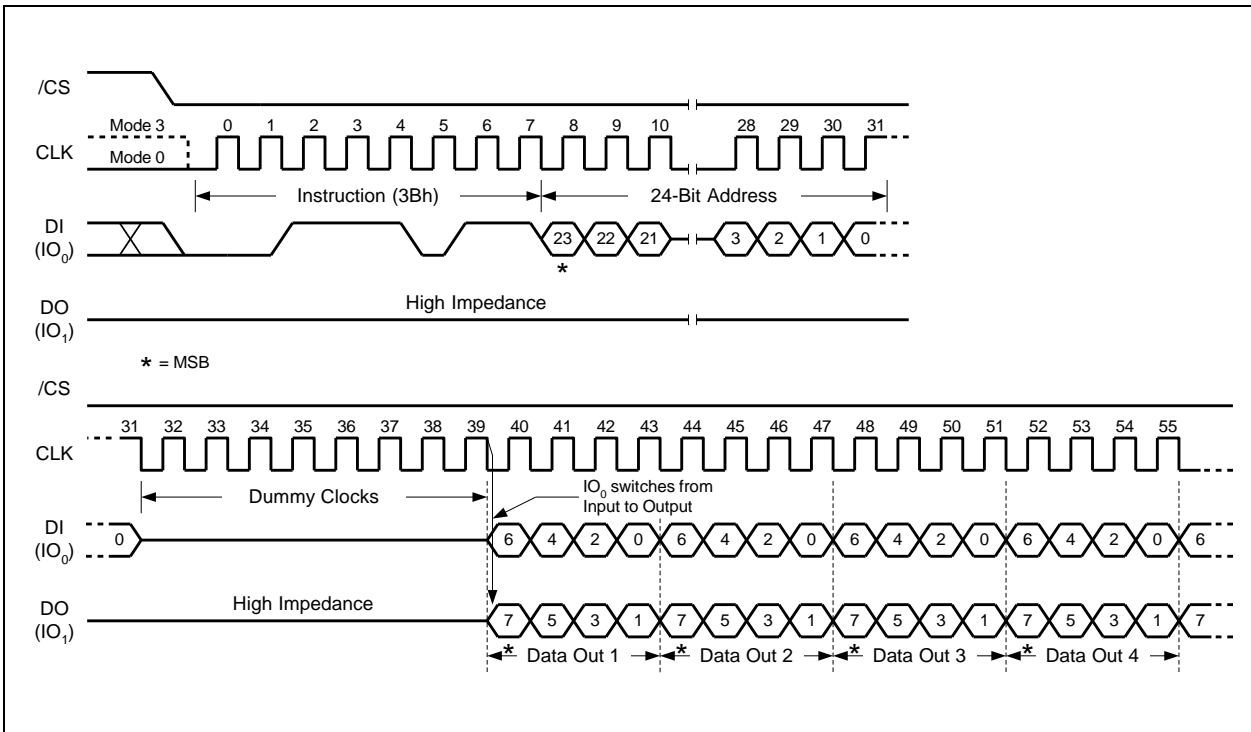 /CS
Mode 3 0 1 2 3 4 5 6 7 8 9 10 28 29 30 31
CLK Mode 0
Instruction (3Bh) 24-Bit Address
DI
(IO0) 23 22 21 3 2 1 0
*
DO High Impedance
(IO1)
* = MSB
/CS
31 32 33 34 35 36 37 38 39 40 41 42 43 44 45 46 47 48 49 50 51 52 53 54 55
CLK
Dummy Clocks IO0 switches from
Input to Output
DI
(IO0) 0 6 4 2 0 6 4 2 0 6 4 2 0 6 4 2 0 6
DO High Impedance
(IO1) 7 5 3 1 7 5 3 1 7 5 3 1 7 5 3 1 7
* Data Out 1 * Data Out 2 * Data Out 3 * Data Out 4